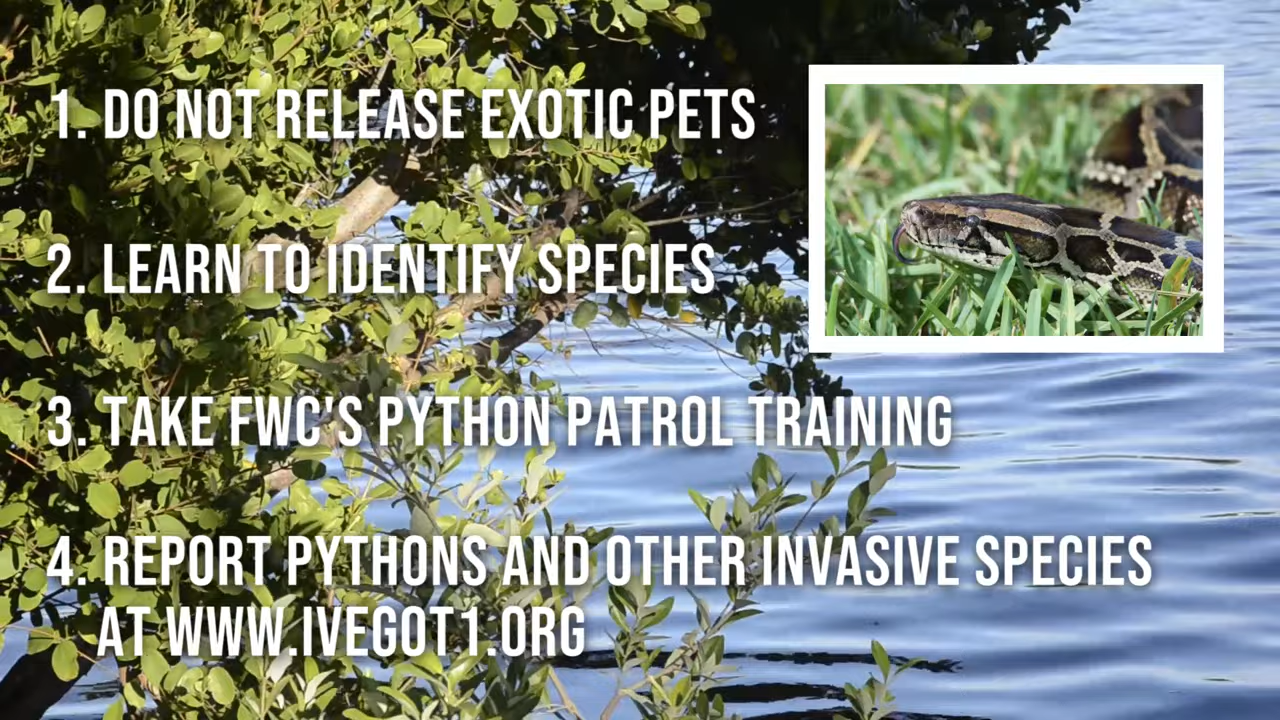 1. DO NOT RELEASE EXOTIC PETS
2. LEARN TO IDENTIFY SPECIES
3. TAKE FWC'S PYTHON PATROL TRAINING
4. REPORT PYTHONS AND OTHER INVASIVE SPECIES
AT WWW.IVEGOT1.ORG